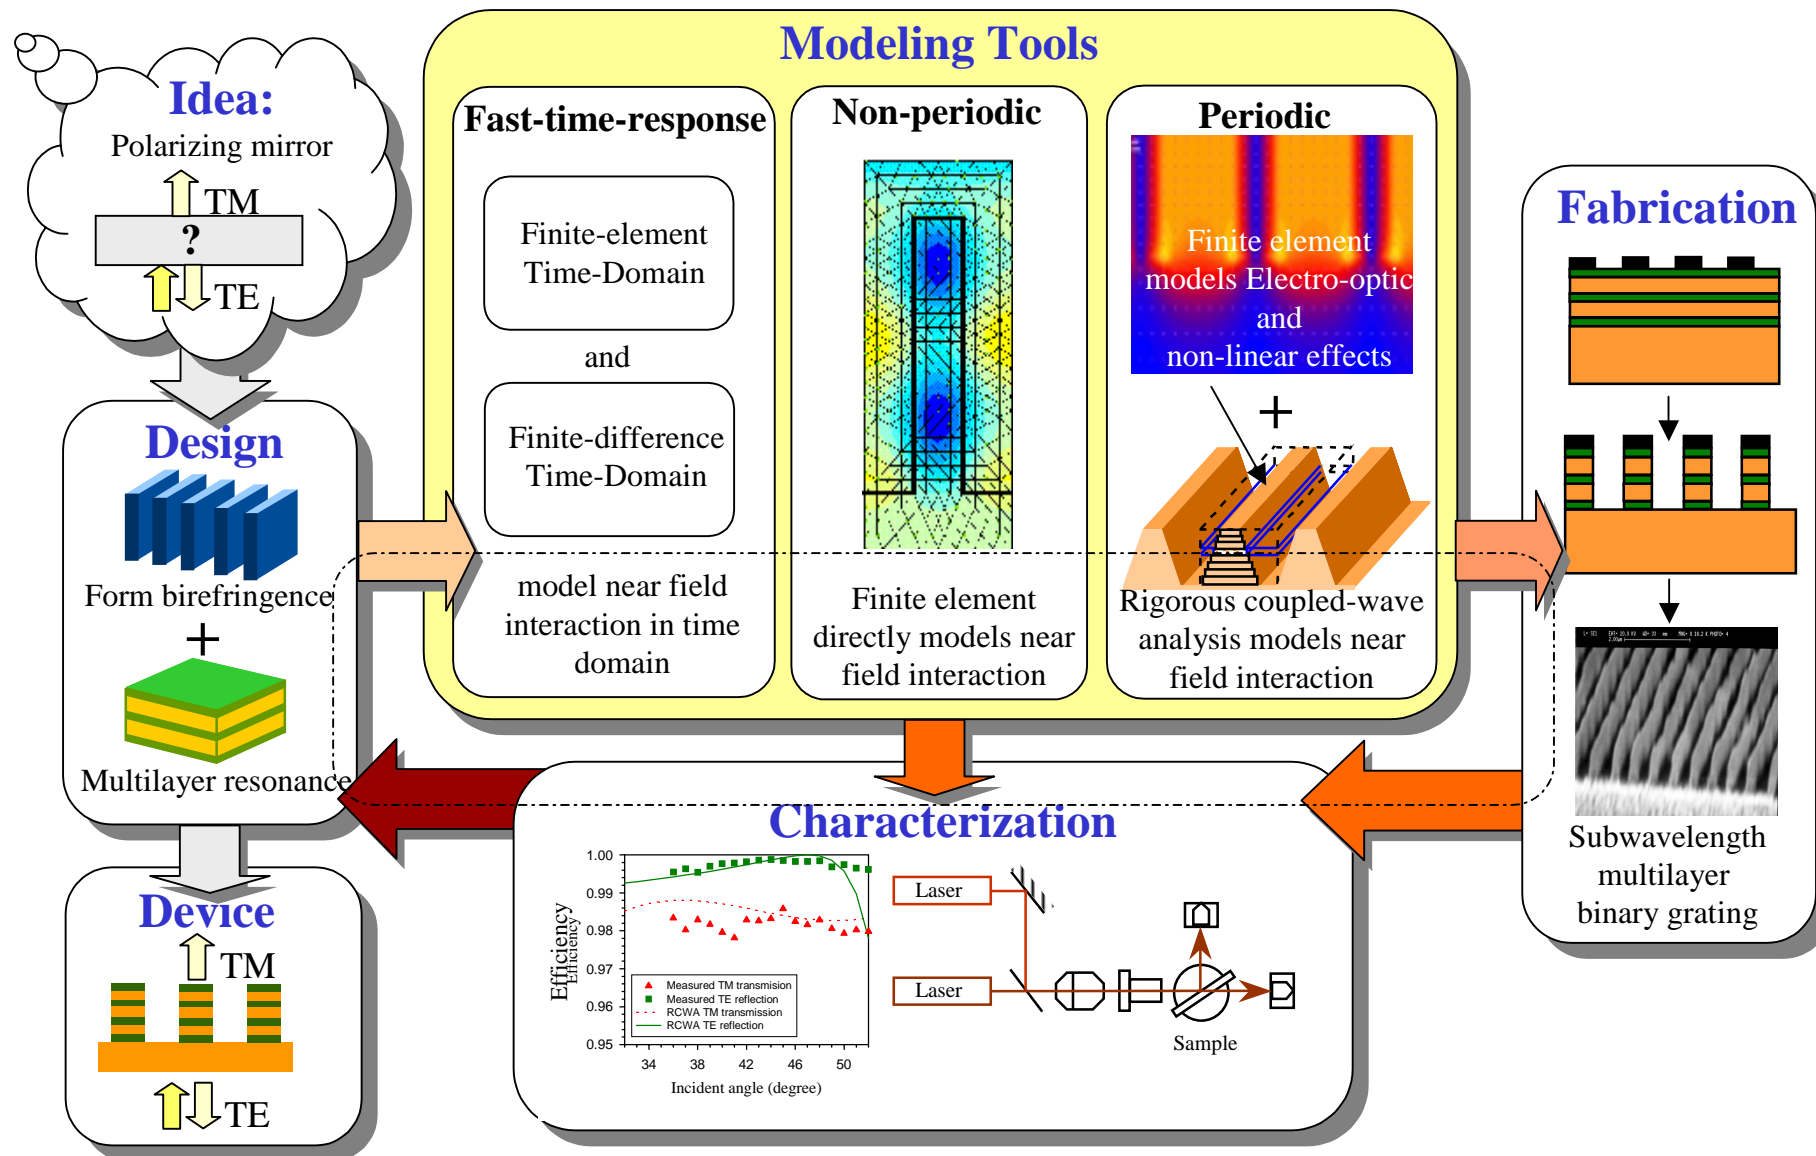 Modeling Tools
Idea:
Polarizing mirror
TM
?
TE
Fast-time-response
Finite-element
Time-Domain
and
Finite-difference
Time-Domain
model near field
interaction in time
domain
Non-periodic
Finite element
directly models near
field interaction
Periodic
Finite element
models Electro-optic
and
non-linear effects
+
Rigorous coupled-wave
analysis models near
field interaction
Fabrication
Subwavelength
multilayer
binary grating
Design
Form birefringence
+
Multilayer resonance
Device
TM
TE
Characterization
1.00
0.99
0.98
0.97
0.96
0.95
Efficiency
Efficiency
Measured TM transmision
Measured TE reflection
RCWA TM transmission
RCWA TE reflection
34 38 42 46 50
Incident angle (degree)
Laser
Laser
Sample